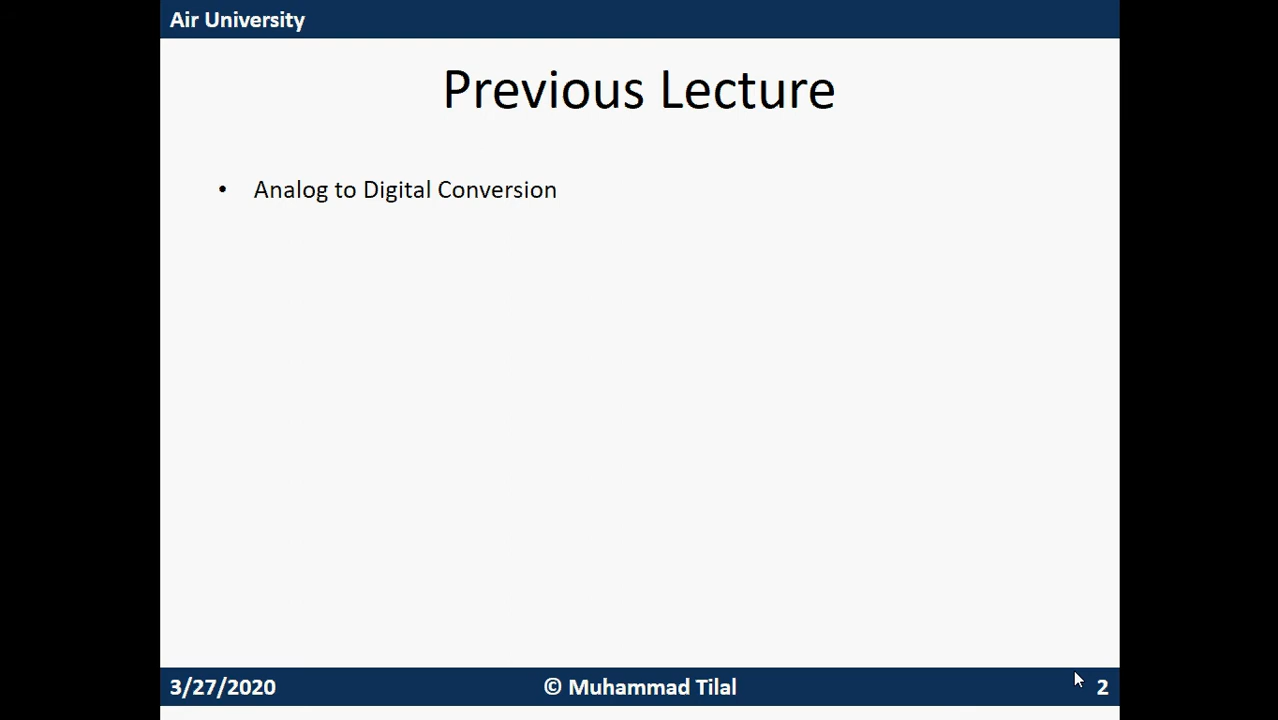 Air University
Previous Lecture
• Analog to Digital Conversion
3/27/2020
© Muhammad Tilal
2